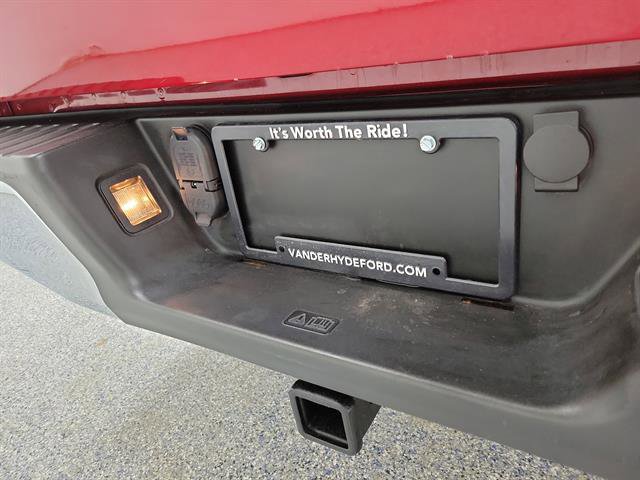 It's Worth The Ride!
VANDERHYDEFORD.COM